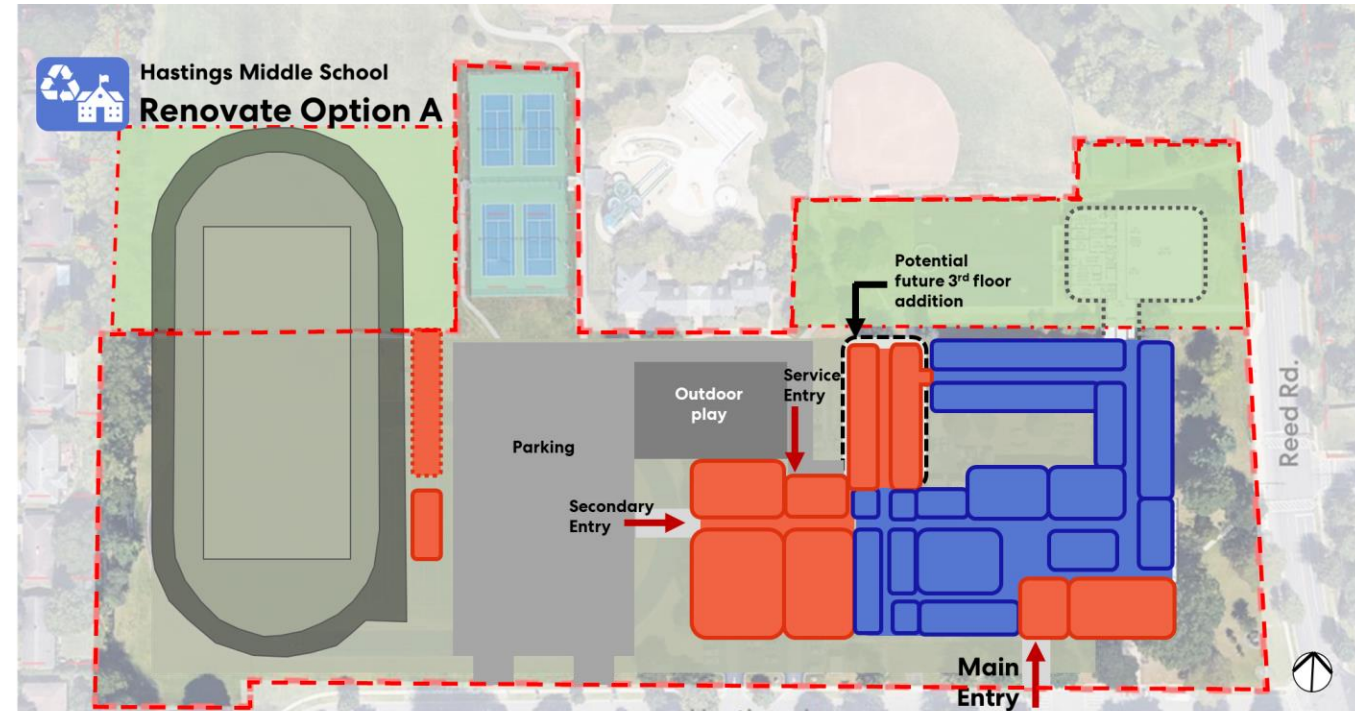 Hastings Middle School
Renovate Option A
Potential
future 3rd floor
addition
Service
Entry
Outdoor
play
Parking
Secondary
Entry
Reed Rd.
Main
Entry